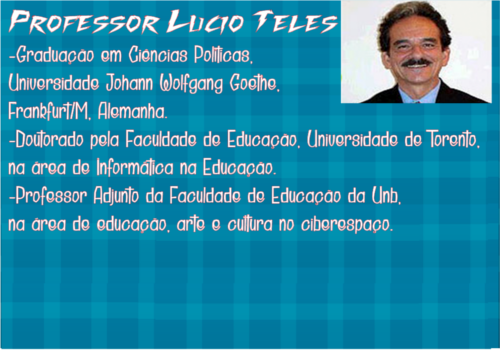 Professor Lucio Teles
-Graduação em Ciencias Políticas,
Universidade Johann Wolfgang Goethe,
Frankfurt/M, Alemanha.
-Doutorado pela Faculdade de Educação, Universidade de Torento,
na área de Informática na Educação.
-Professor Adjunto da Faculdade de Educação da Unb,
na área de educação, arte e cultura no ciberespaço.